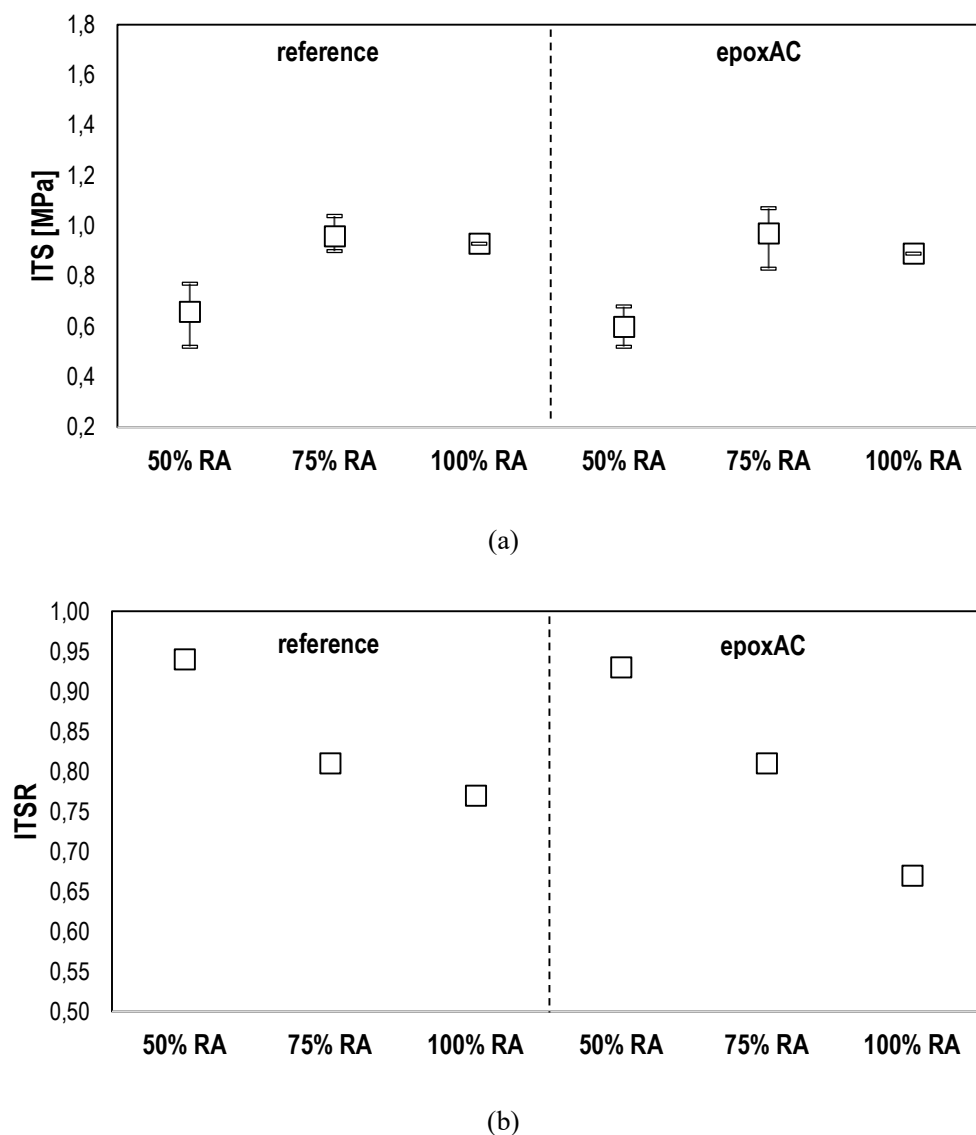 1,8
1,6
1,4
1,2
1,0
0,8
0,6
0,4
0,2
ITS [MPa]
reference
epoxAC
50% RA 75% RA 100% RA 50% RA 75% RA 100% RA
(a)
1,00
0,95
0,90
0,85
0,80
0,75
0,70
0,65
0,60
0,55
0,50
ITSR
reference
epoxAC
50% RA 75% RA 100% RA 50% RA 75% RA 100% RA
(b)